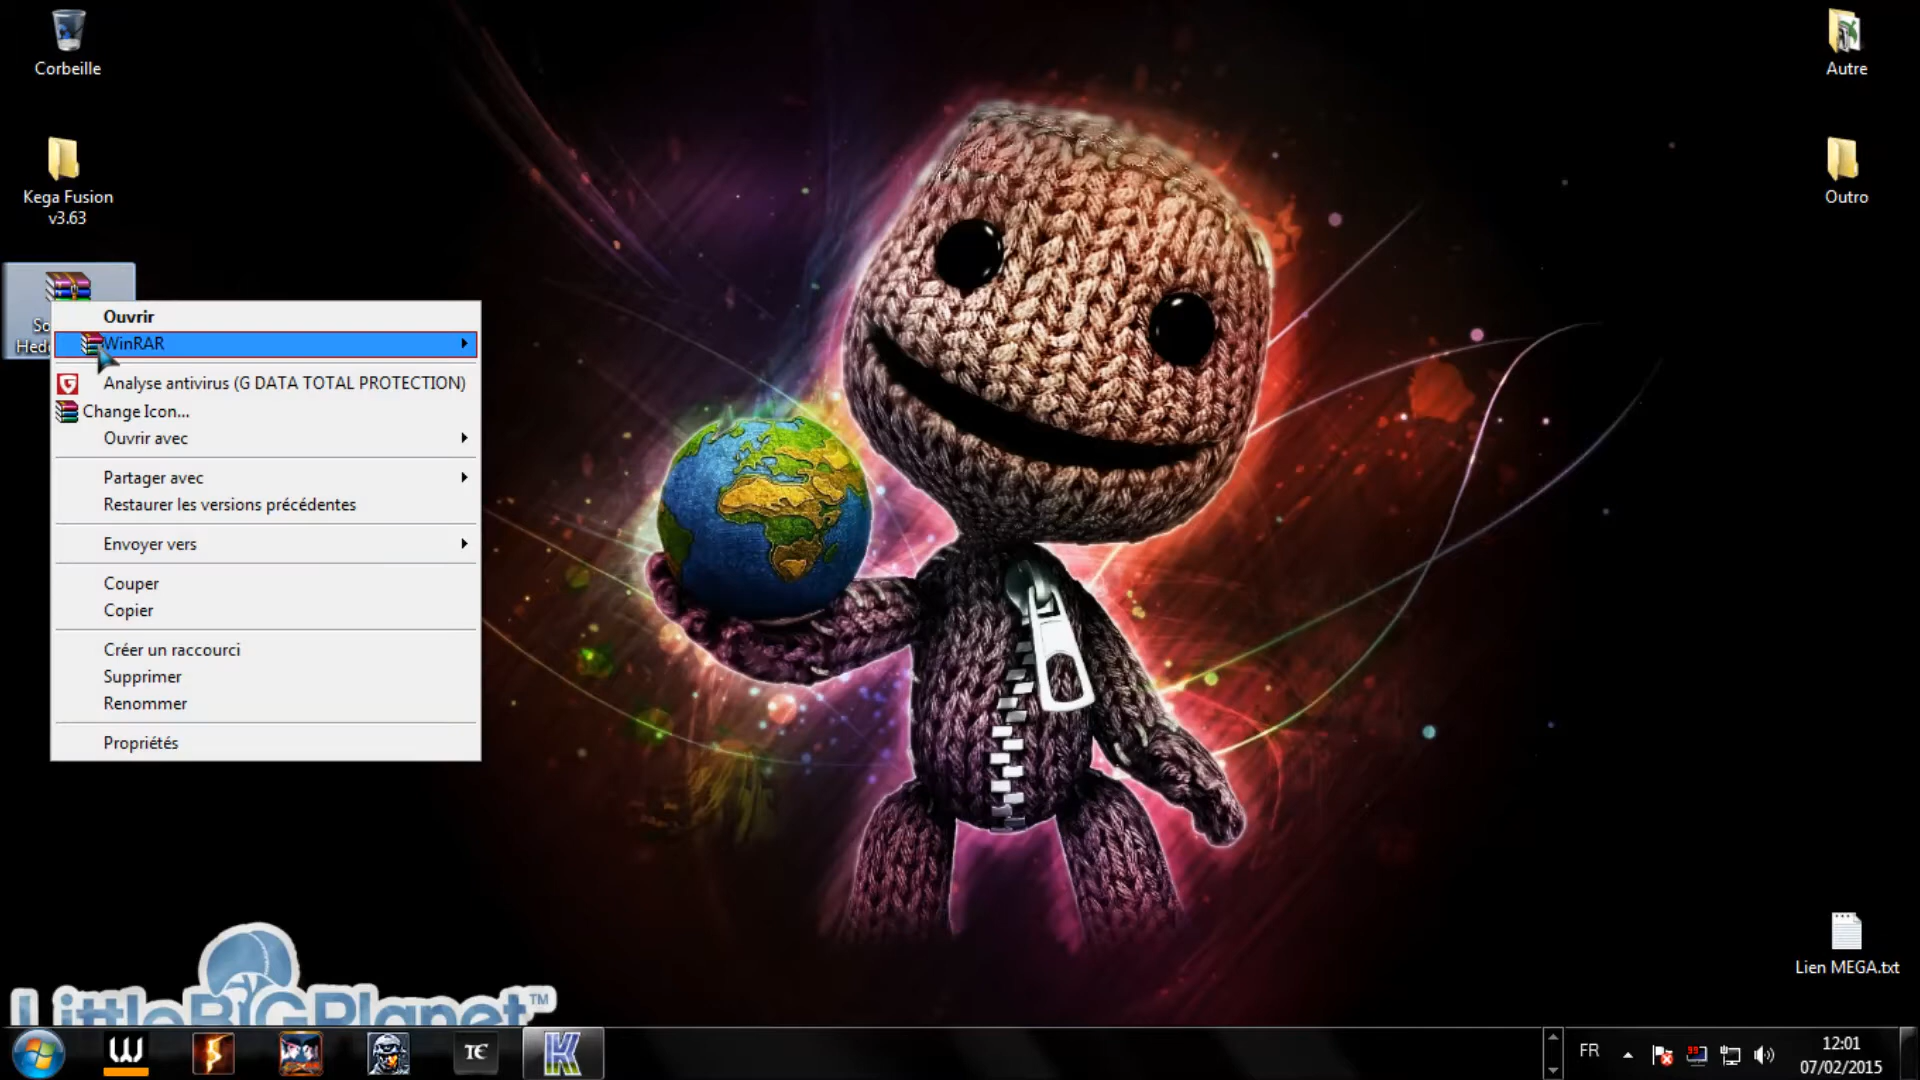 Corbeille
Autre
Kega Fusion
v3.63
Outro
Ouvrir
WinRAR
Analyse antivirus (G DATA TOTAL PROTECTION)
Change Icon...
Ouvrir avec
Partager avec
Restaurer les versions précédentes
Envoyer vers
Couper
Copier
Créer un raccourci
Supprimer
Renommer
Propriétés
Lien MEGA.txt
LittleBIGPlanet™
FR
12:01
07/02/2015